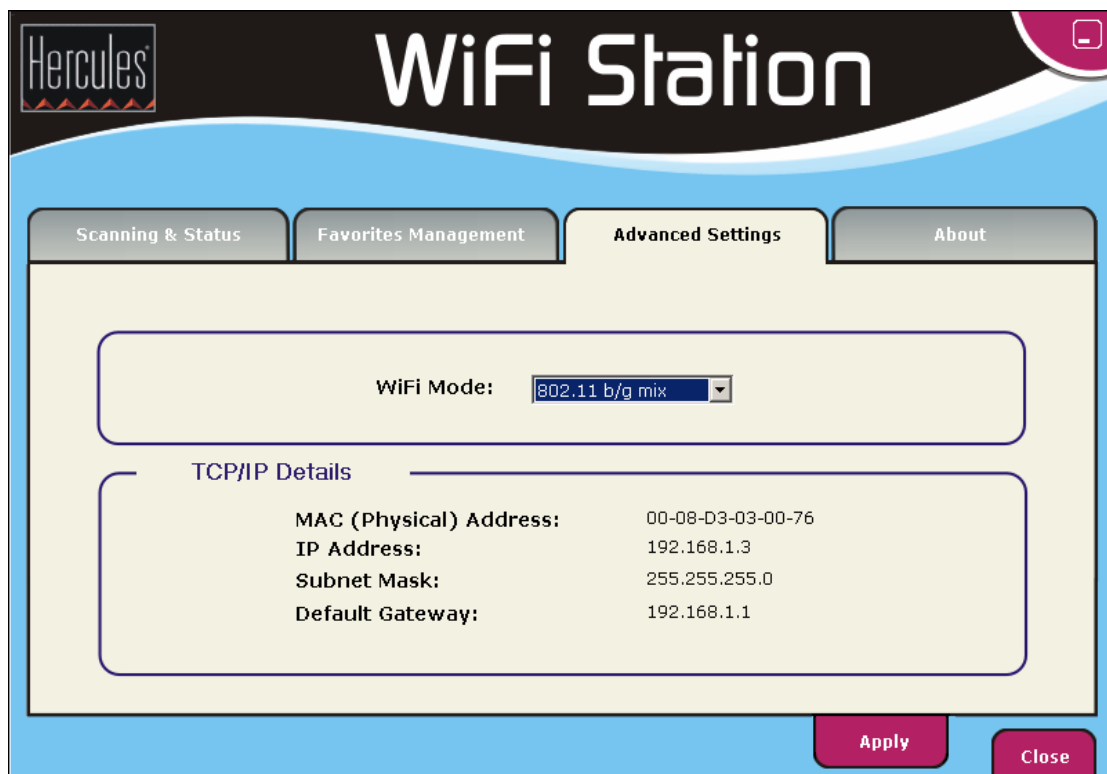 Hercules
WiFi Station
Scanning & Status
Favorites Management
Advanced Settings
About
WiFi Mode: 802.11 b/g mix
TCP/IP Details
MAC (Physical) Address: 00-08-D3-03-00-76
IP Address: 192.168.1.3
Subnet Mask: 255.255.255.0
Default Gateway: 192.168.1.1
Apply
Close